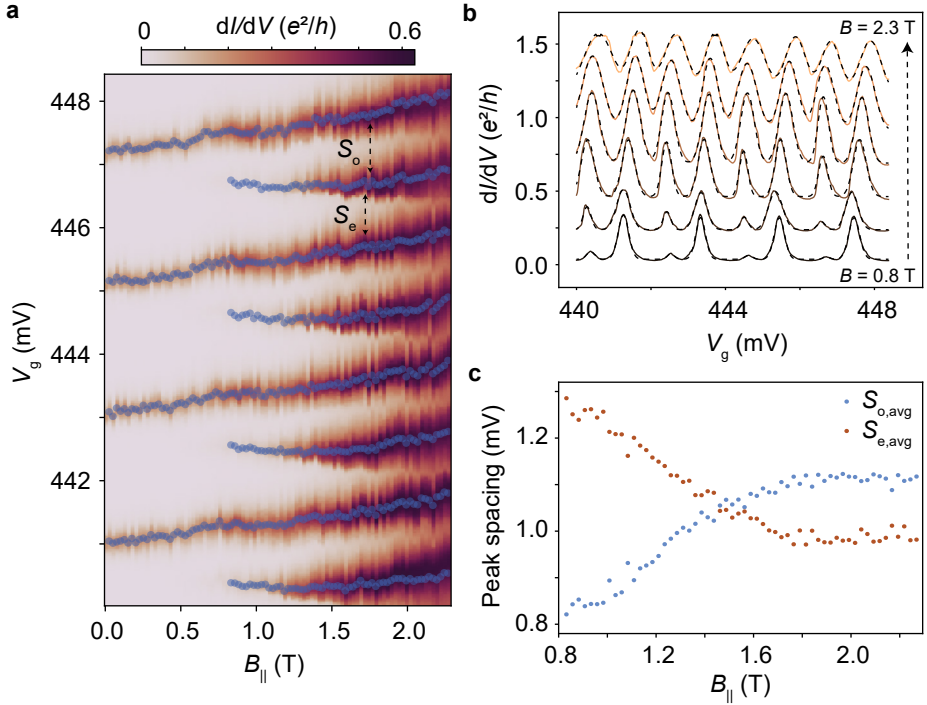 a
dI/dV (e²/h)
0
0.6
448
446
444
442
V_g (mV)
S_o
S_e
0.0
0.5
1.0
1.5
2.0
B_|| (T)
b
B = 2.3 T
B = 0.8 T
1.5
1.0
0.5
0.0
dI/dV (e²/h)
440
444
448
V_g (mV)
c
S_o,avg
S_e,avg
1.2
1.0
0.8
Peak spacing (mV)
0.8
1.2
1.6
2.0
B_|| (T)